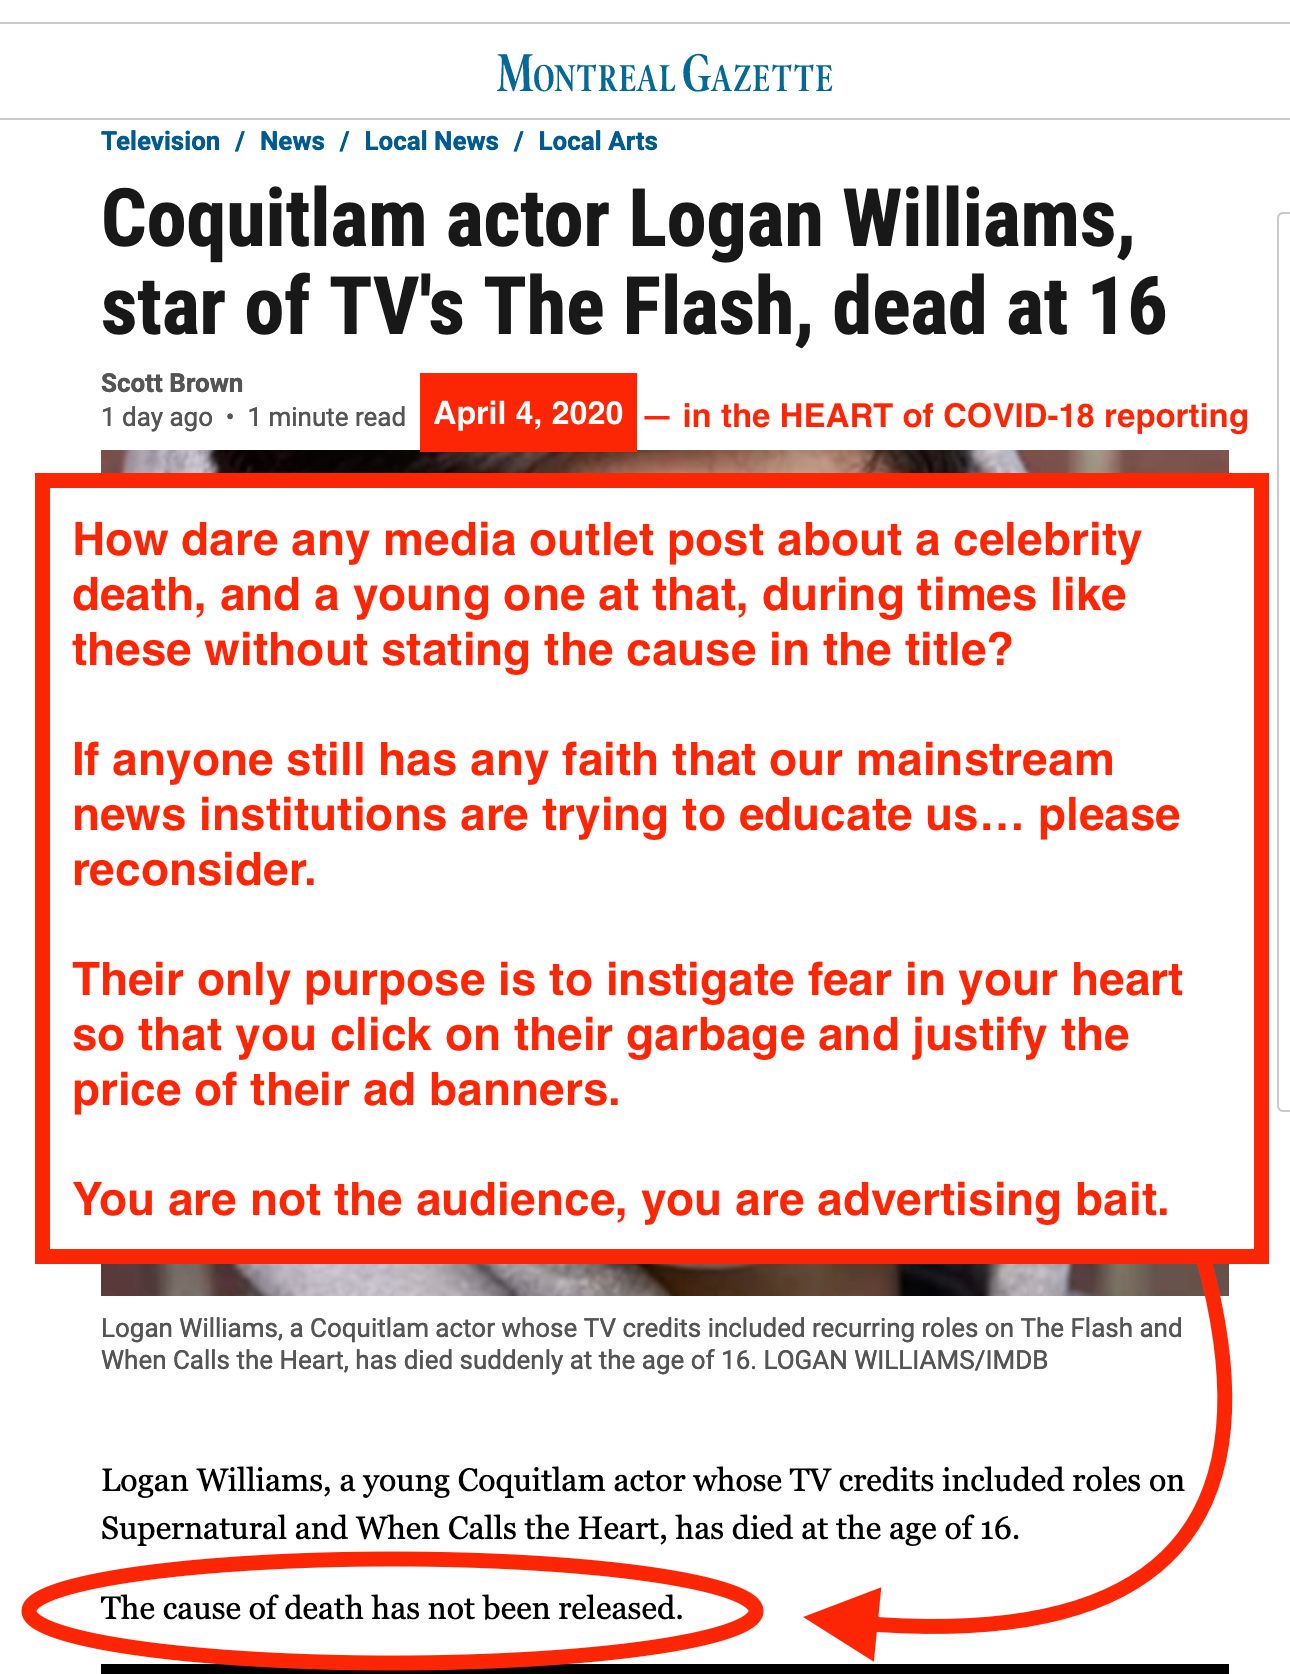 MONTREAL GAZETTE
Television / News / Local News / Local Arts
Coquitlam actor Logan Williams,
star of TV's The Flash, dead at 16
Scott Brown
1 day ago • 1 minute read April 4, 2020 — in the HEART of COVID-18 reporting
How dare any media outlet post about a celebrity
death, and a young one at that, during times like
these without stating the cause in the title?
If anyone still has any faith that our mainstream
news institutions are trying to educate us... please
reconsider.
Their only purpose is to instigate fear in your heart
so that you click on their garbage and justify the
price of their ad banners.
You are not the audience, you are advertising bait.
Logan Williams, a Coquitlam actor whose TV credits included recurring roles on The Flash and
When Calls the Heart, has died suddenly at the age of 16. LOGAN WILLIAMS/IMDB
Logan Williams, a young Coquitlam actor whose TV credits included roles on
Supernatural and When Calls the Heart, has died at the age of 16.
The cause of death has not been released.